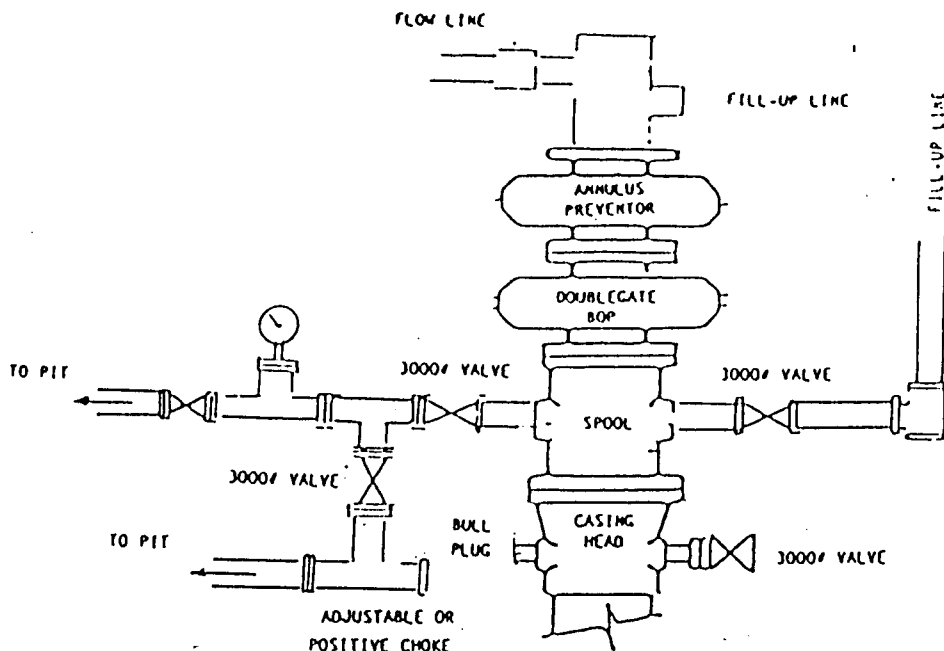 FLOW LINE
FILL-UP LINE
FILL-UP LINE
ANNULUS
PREVENTOR
DOUBLEGATE
BOP
TO PIT
3000# VALVE
3000# VALVE
SPOOL
3000# VALVE
BULL
PLUG
CASING
HEAD
TO PIT
3000# VALVE
ADJUSTABLE OR
POSITIVE CHOKE